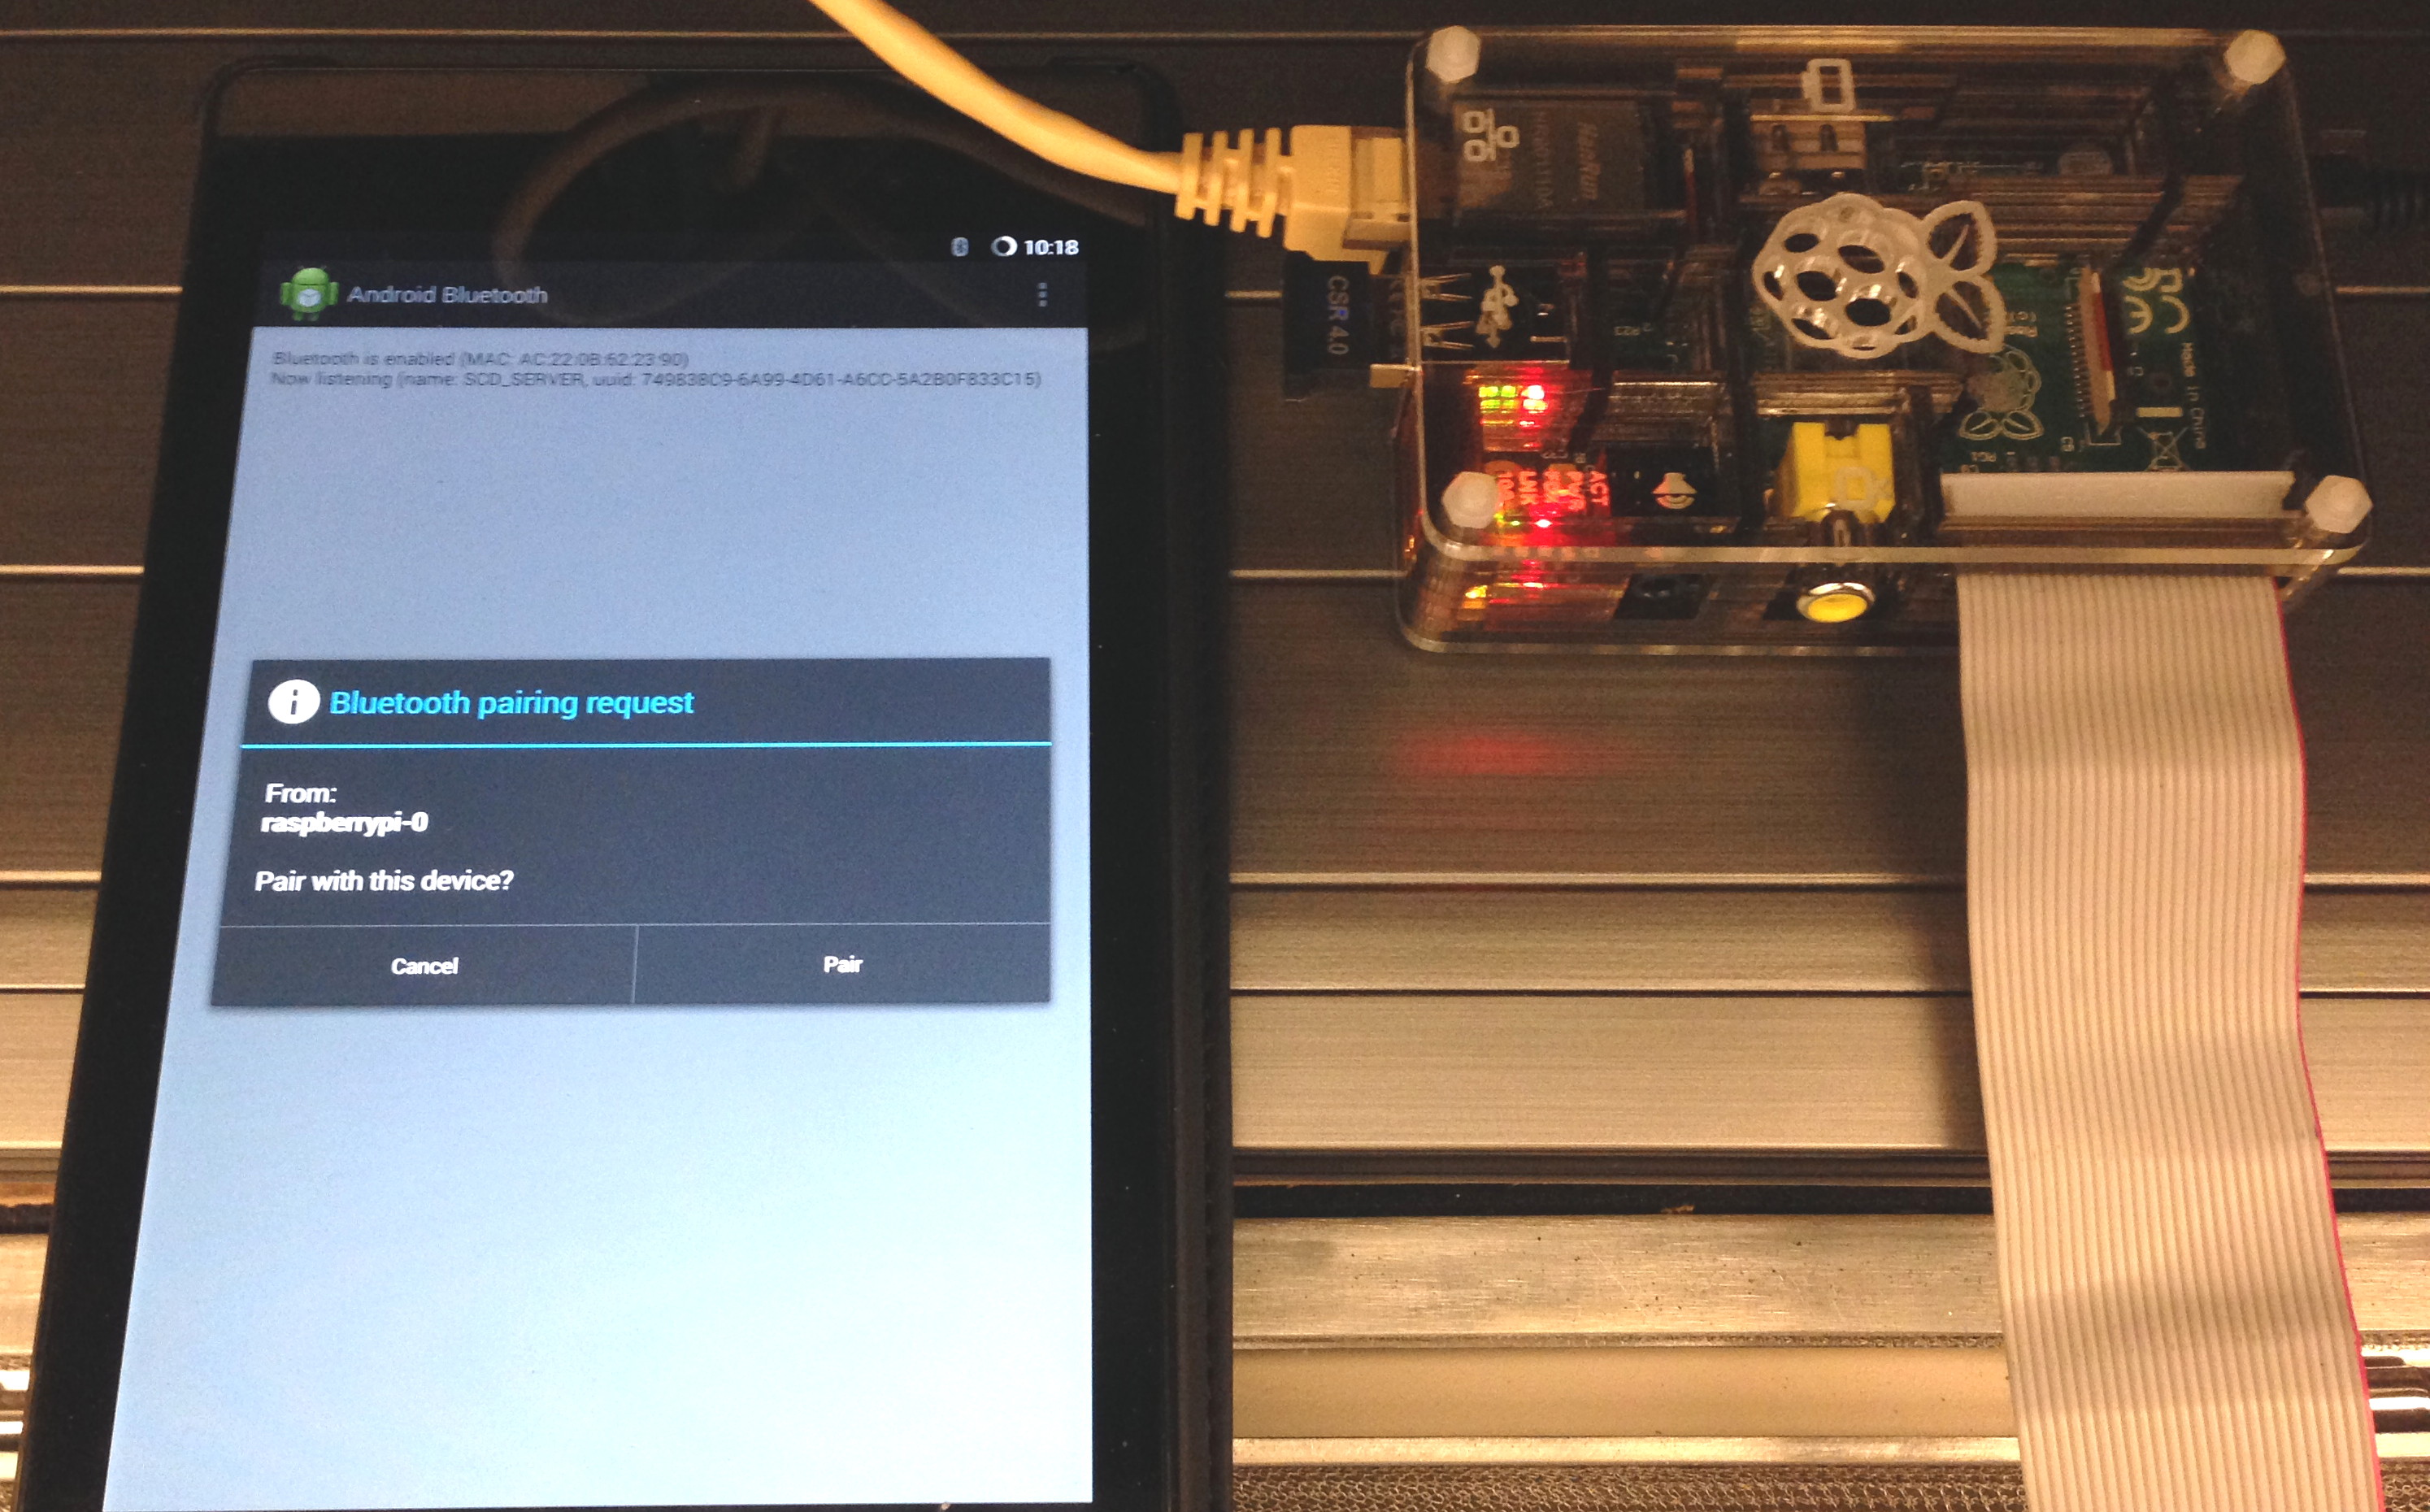 10:18
Android Bluetooth
Bluetooth is enabled (MAC: AC:22:0B:62:23:90)
Now listening (name: SCD_SERVER, uuid: 749838C9-6A99-4D61-A6CC-5A2B0F833C15)
Bluetooth pairing request
From:
raspberrypi-0
Pair with this device?
Cancel
Pair
CSR 4.0
HanRun
ACT
PWR
LNK
100
CE
Made in China